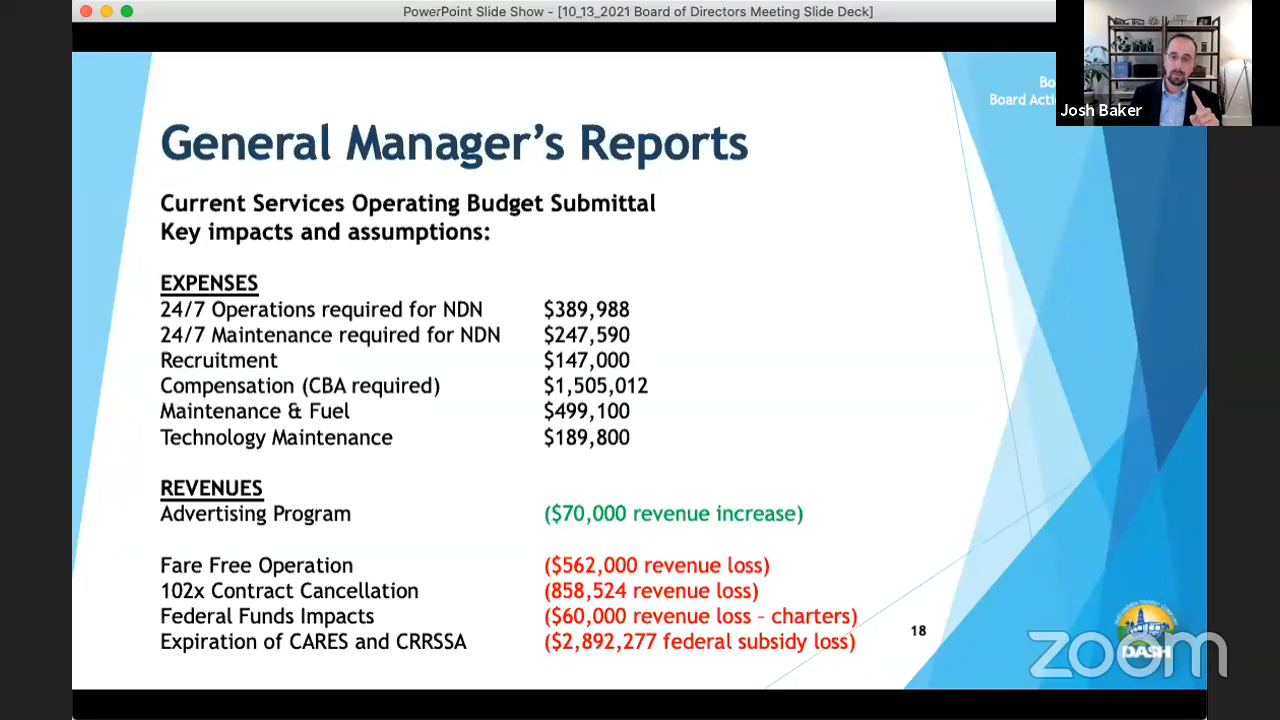 PowerPoint Slide Show - [10_13_2021 Board of Directors Meeting Slide Deck]
Josh Baker
Board Acti
General Manager's Reports
Current Services Operating Budget Submittal
Key impacts and assumptions:
EXPENSES
24/7 Operations required for NDN $389,988
24/7 Maintenance required for NDN $247,590
Recruitment $147,000
Compensation (CBA required) $1,505,012
Maintenance & Fuel $499,100
Technology Maintenance $189,800
REVENUES
Advertising Program ($70,000 revenue increase)
Fare Free Operation ($562,000 revenue loss)
102x Contract Cancellation (858,524 revenue loss)
Federal Funds Impacts ($60,000 revenue loss – charters)
Expiration of CARES and CRRSSA ($2,892,277 federal subsidy loss)
18
zoom
DASH